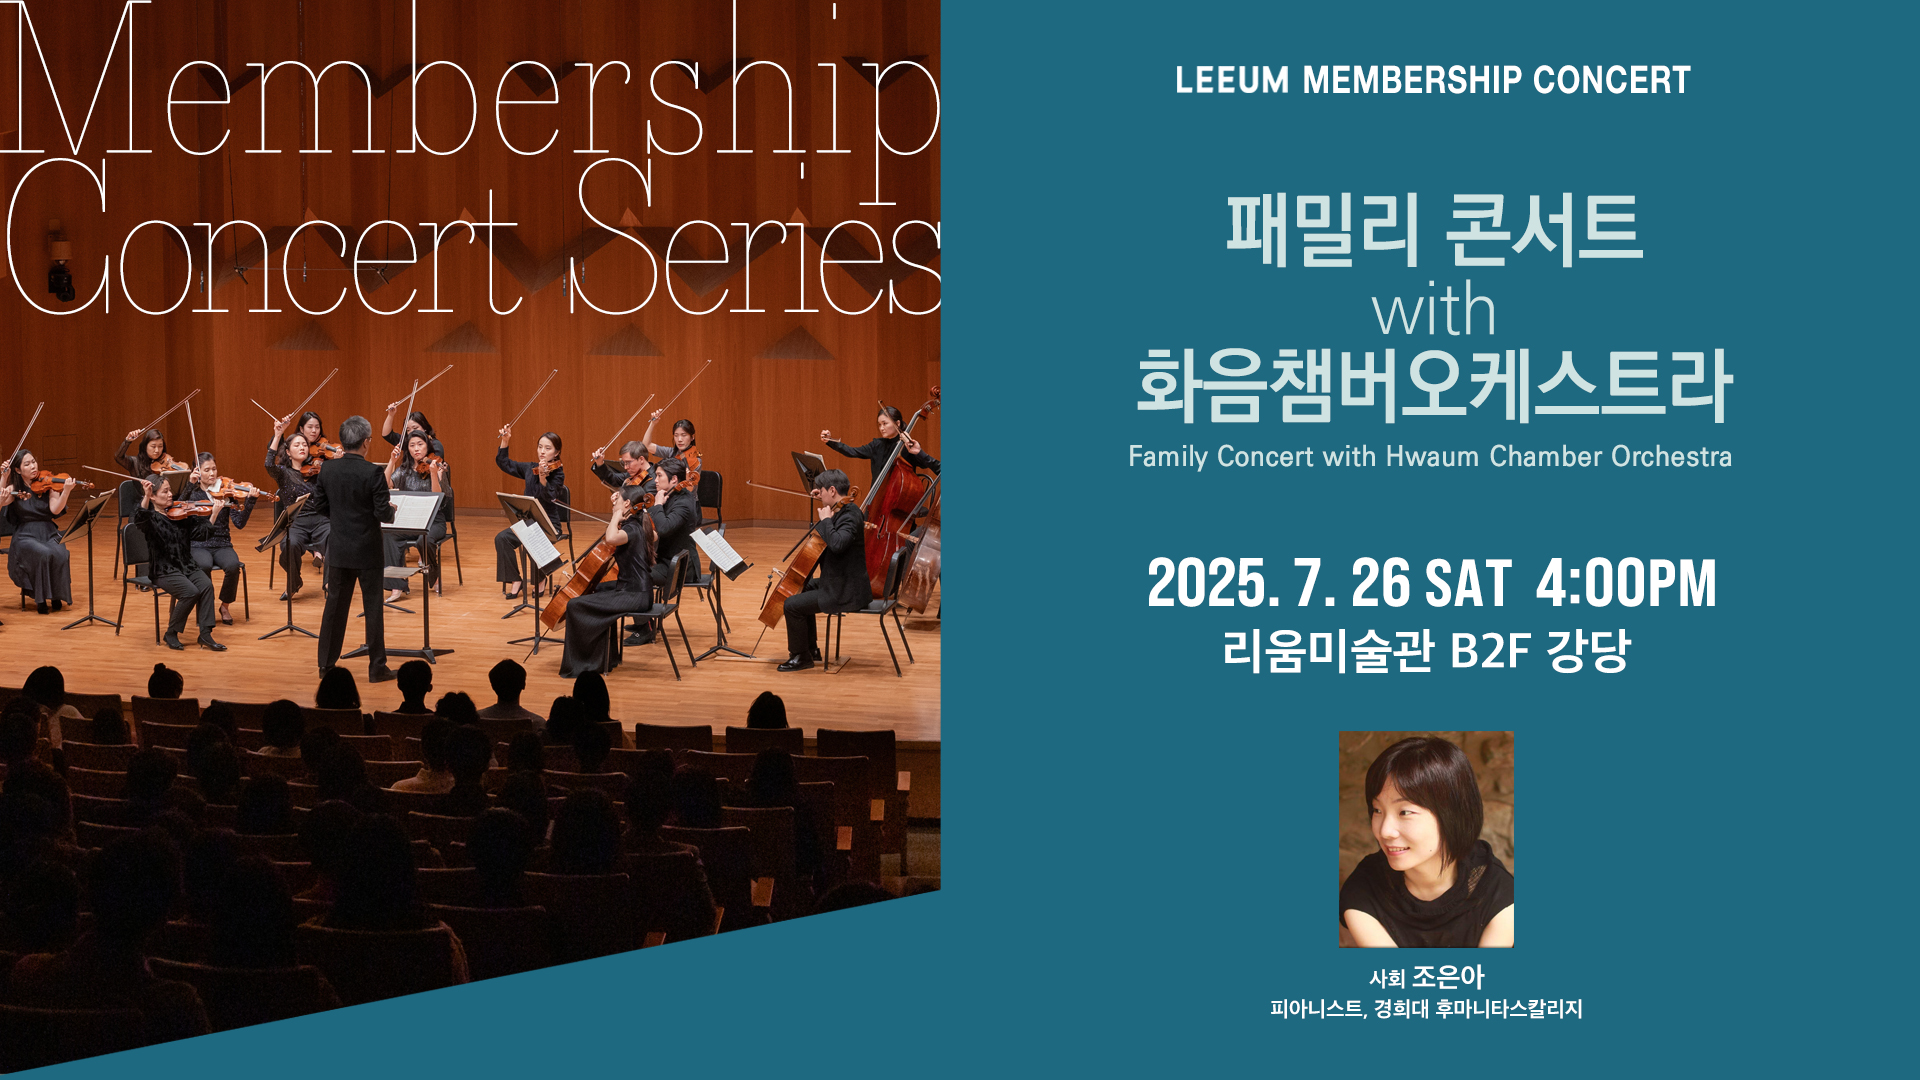 Membership
Concert Series
LEEUM MEMBERSHIP CONCERT
패밀리 콘서트
with
화음챔버오케스트라
Family Concert with Hwaum Chamber Orchestra
2025. 7. 26 SAT 4:00PM
리움미술관 B2F 강당
사회 조은아
피아니스트, 경희대 후마니타스칼리지